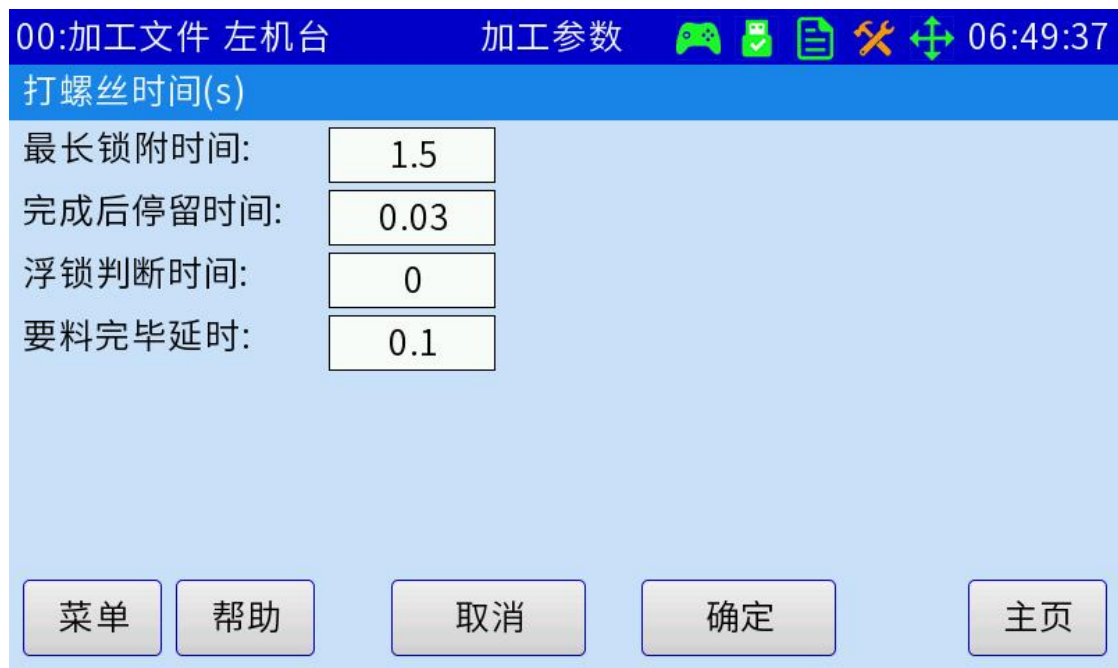 00:加工文件 左机台 加工参数 06:49:37
打螺丝时间(s)
最长锁附时间: 1.5
完成后停留时间: 0.03
浮锁判断时间: 0
要料完毕延时: 0.1
菜单 帮助 取消 确定 主页